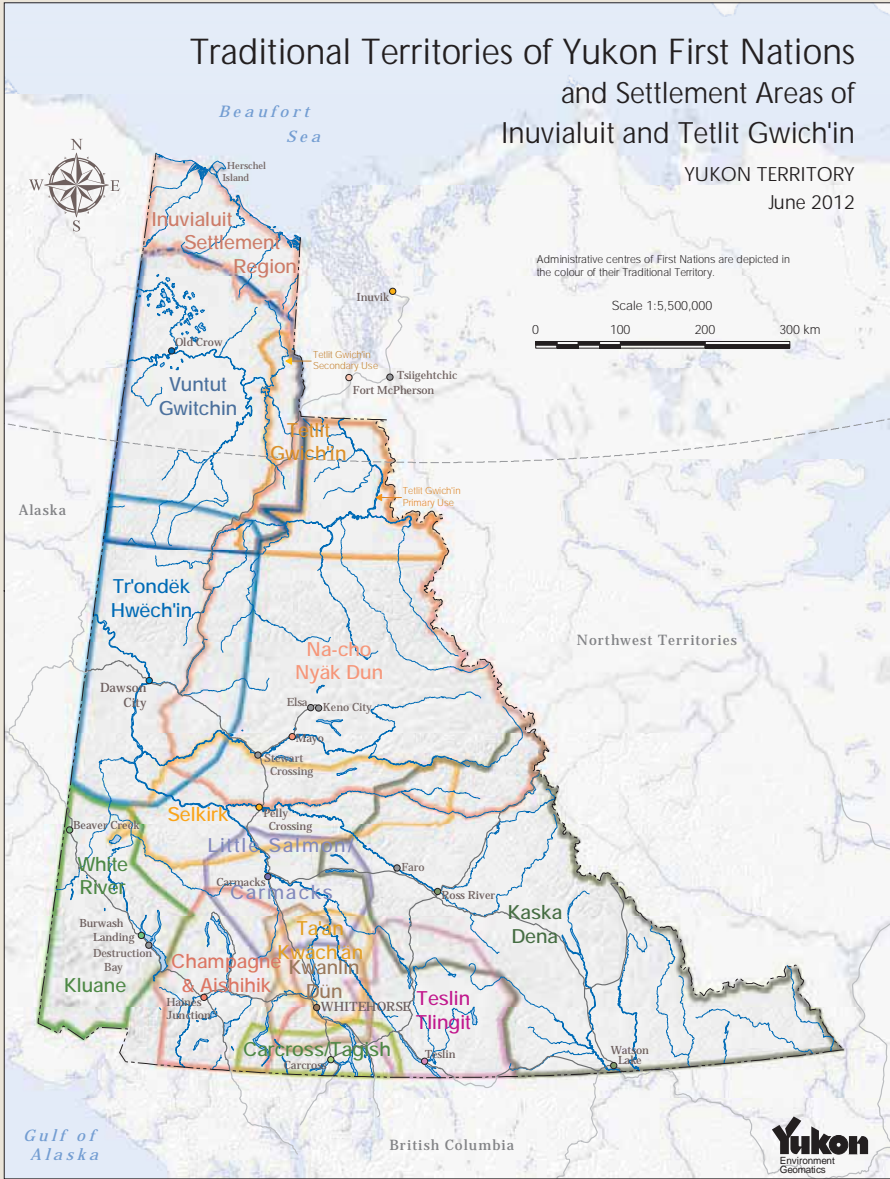 Traditional Territories of Yukon First Nations
and Settlement Areas of
Inuvialuit and Tetlit Gwich'in
YUKON TERRITORY
June 2012
Beaufort
Sea
N
W
E
S
Herschel
Island
Inuvialuit
Settlement
Region
Administrative centres of First Nations are depicted in
the colour of their Traditional Territory.
Scale 1:5,500,000
0 100 200 300 km
Inuvik
Old Crow
Tetlit Gwich'in
Secondary Use
Tsiigehtchic
Fort McPherson
Vuntut
Gwitchin
Tetlit
Gwich'in
Tetlit Gwich'in
Primary Use
Alaska
Tr'ondëk
Hwëch'in
Northwest Territories
Na-cho
Nyäk Dun
Dawson
City
Elsa
Keno City
Mayo
Stewart
Crossing
Selkirk
Pelly
Crossing
Beaver Creek
Little Salmon/
Carmacks
White
River
Carmacks
Faro
Ross River
Kaska
Dena
Burwash
Landing
Destruction
Bay
Ta'an
Kwäch'än
Kluane
Champagne
& Aishihik
Kwanlin
Dün
Haines
Junction
WHITEHORSE
Teslin
Tlingit
Carcross/Tagish
Carcross
Teslin
Watson
Lake
Gulf of
Alaska
British Columbia
Yukon
Environment
Geomatics